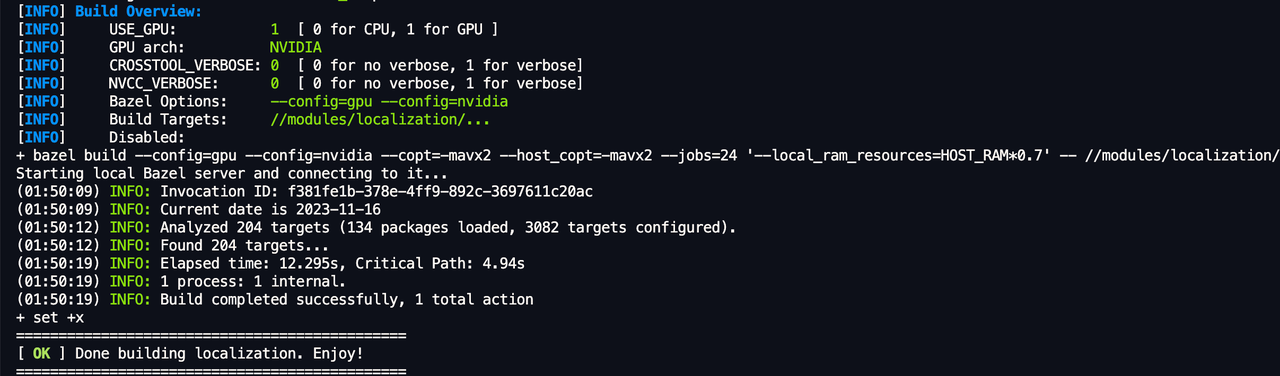 [INFO] Build Overview:
[INFO]     USE_GPU:           1  [ 0 for CPU, 1 for GPU ]
[INFO]     GPU arch:          NVIDIA
[INFO]     CROSSTOOL_VERBOSE: 0  [ 0 for no verbose, 1 for verbose]
[INFO]     NVCC_VERBOSE:      0  [ 0 for no verbose, 1 for verbose]
[INFO]     Bazel Options:     --config=gpu --config=nvidia
[INFO]     Build Targets:     //modules/localization/...
[INFO]     Disabled:
+ bazel build --config=gpu --config=nvidia --copt=-mavx2 --host_copt=-mavx2 --jobs=24 '--local_ram_resources=HOST_RAM*0.7' -- //modules/localization/
Starting local Bazel server and connecting to it...
(01:50:09) INFO: Invocation ID: f381fe1b-378e-4ff9-892c-3697611c20ac
(01:50:09) INFO: Current date is 2023-11-16
(01:50:12) INFO: Analyzed 204 targets (134 packages loaded, 3082 targets configured).
(01:50:12) INFO: Found 204 targets...
(01:50:19) INFO: Elapsed time: 12.295s, Critical Path: 4.94s
(01:50:19) INFO: 1 process: 1 internal.
(01:50:19) INFO: Build completed successfully, 1 total action
+ set +x
==============================================
[ OK ] Done building localization. Enjoy!
==============================================